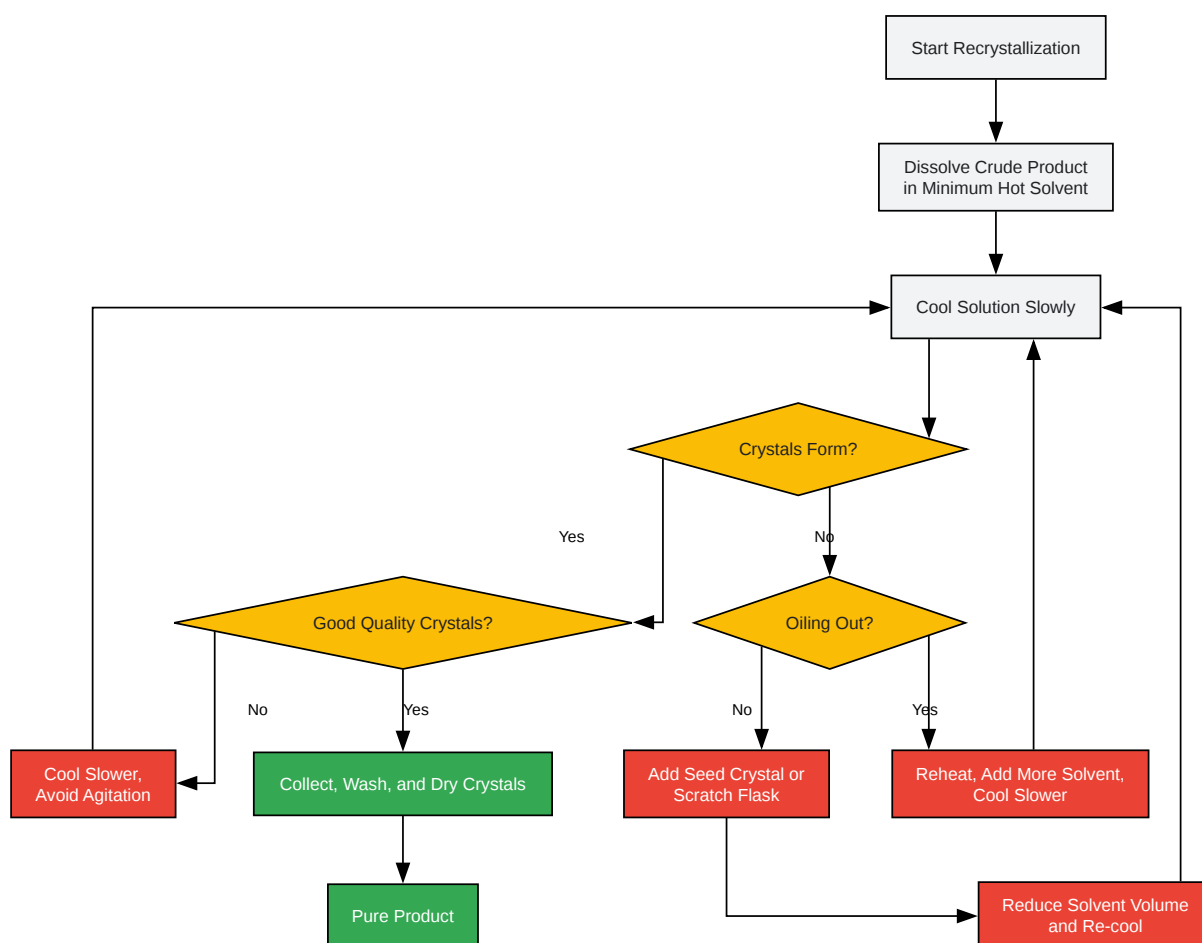 Start Recrystallization
Dissolve Crude Product
in Minimum Hot Solvent
Cool Solution Slowly
Crystals Form?
Yes
No
Good Quality Crystals?
Oiling Out?
No
Yes
No
Yes
Cool Slower,
Avoid Agitation
Collect, Wash, and Dry Crystals
Add Seed Crystal or
Scratch Flask
Reheat, Add More Solvent,
Cool Slower
Pure Product
Reduce Solvent Volume
and Re-cool